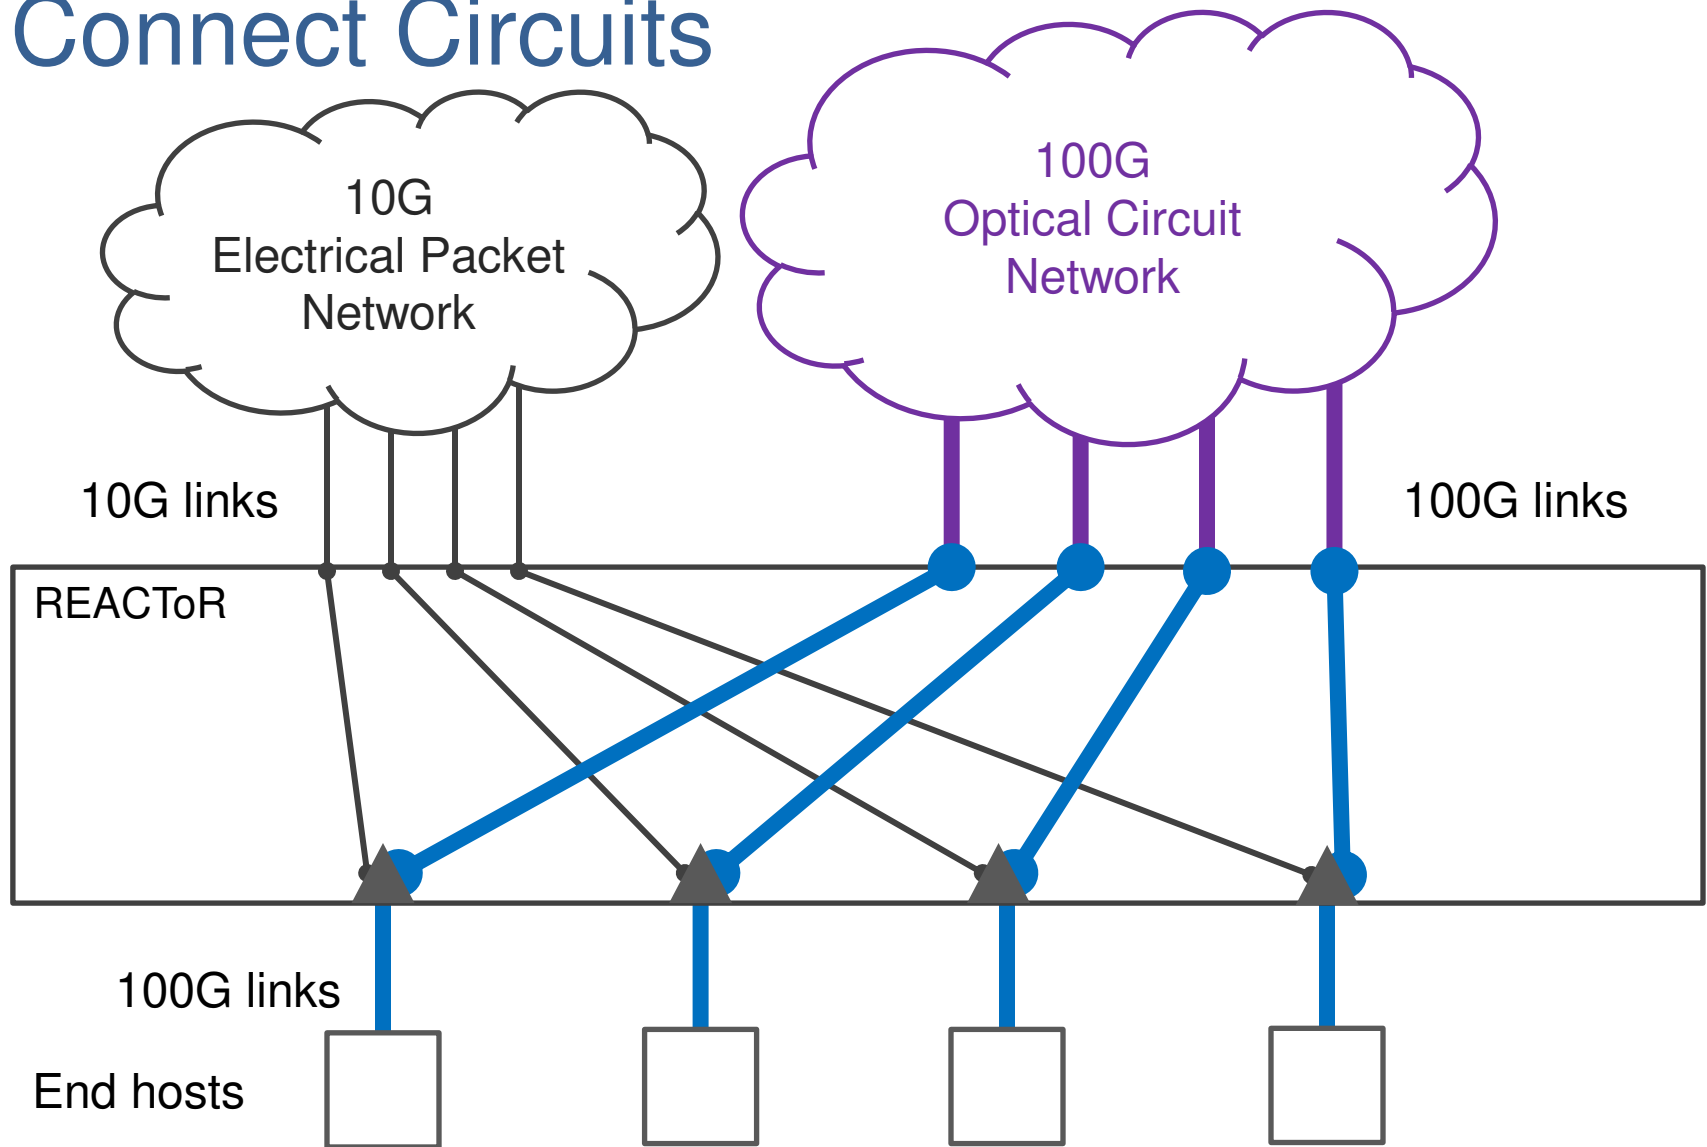 Connect Circuits
10G
Electrical Packet
Network
100G
Optical Circuit
Network
10G links
100G links
REACToR
100G links
End hosts